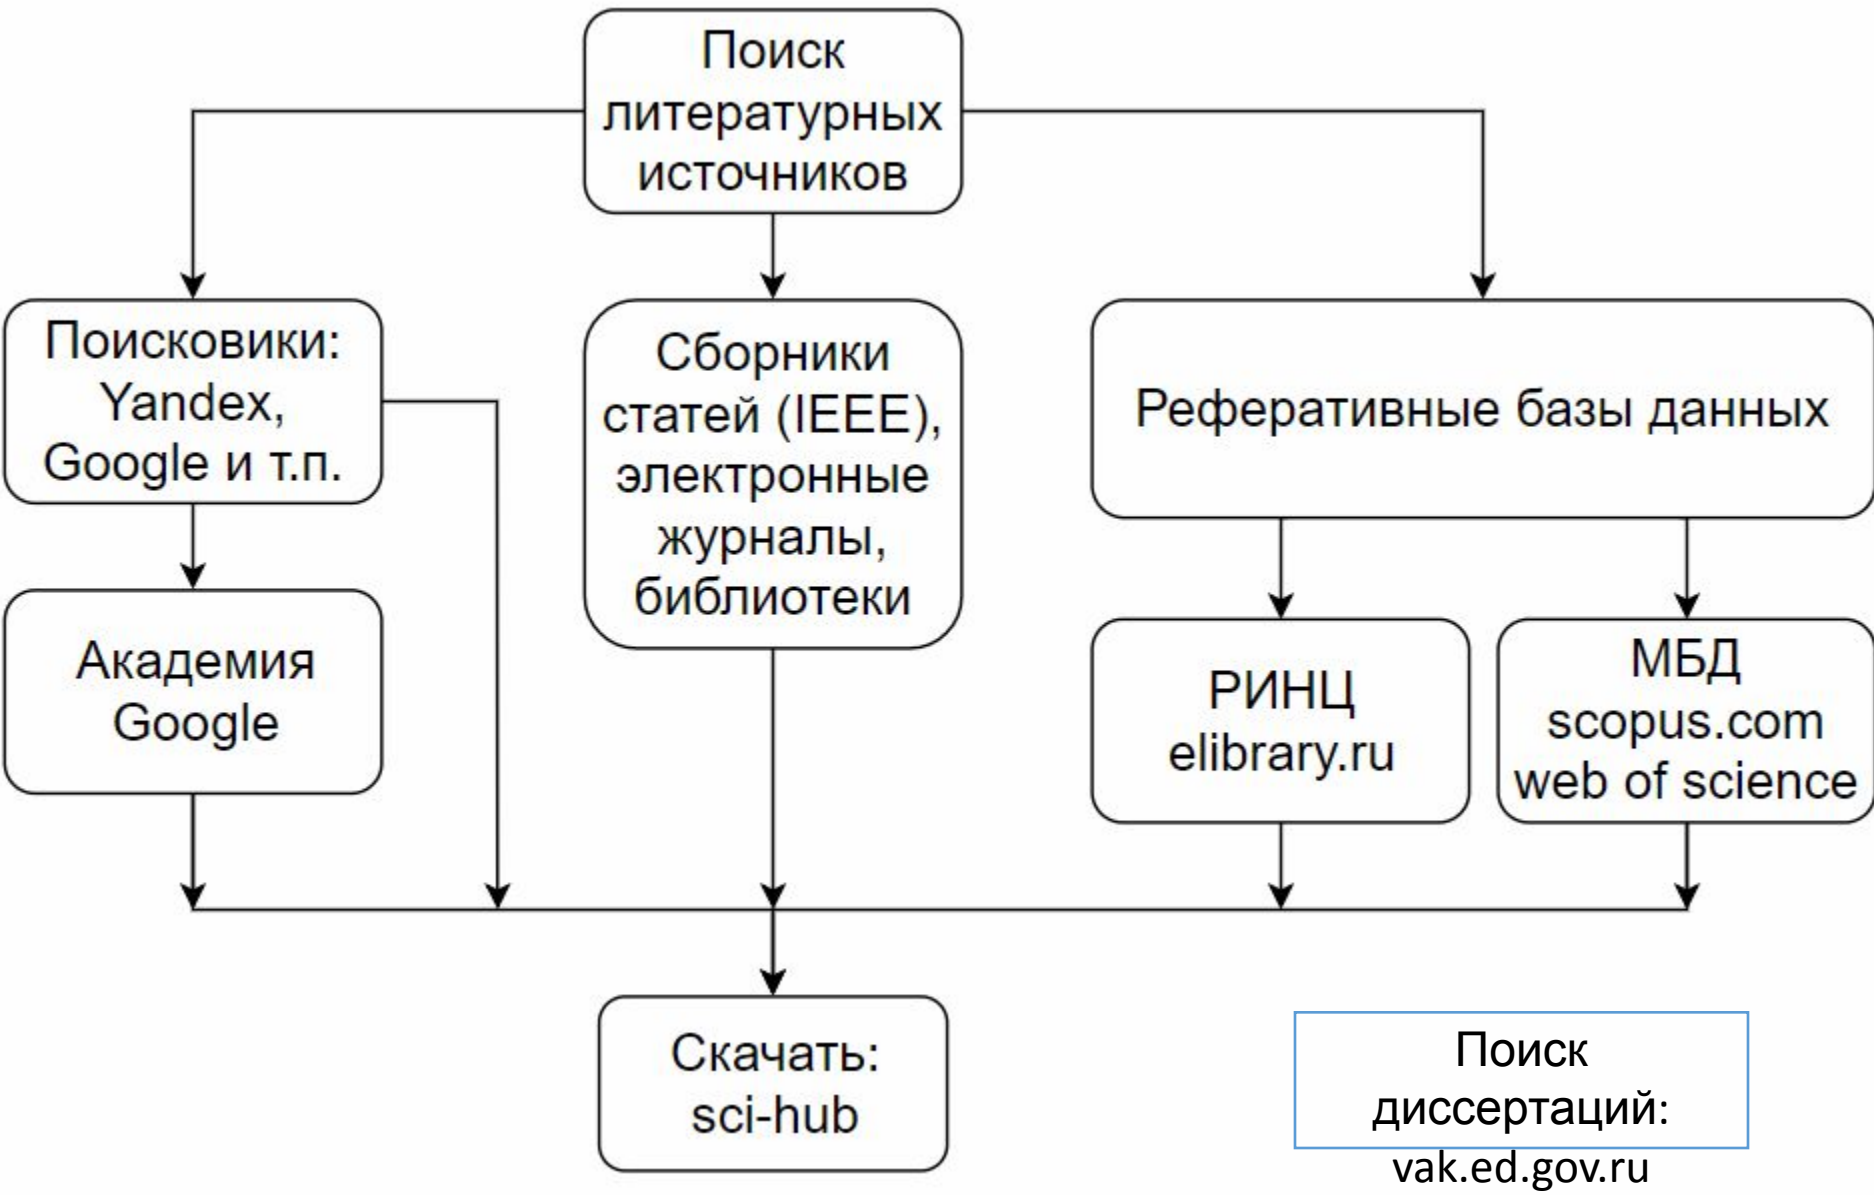 Поиск
литературных
источников
Поисковики:
Yandex,
Google и т.п.
Сборники
статей (IEEE),
электронные
журналы,
библиотеки
Реферативные базы данных
Академия
Google
РИНЦ
elibrary.ru
МБД
scopus.com
web of science
Скачать:
sci-hub
Поиск
диссертаций:
vak.ed.gov.ru